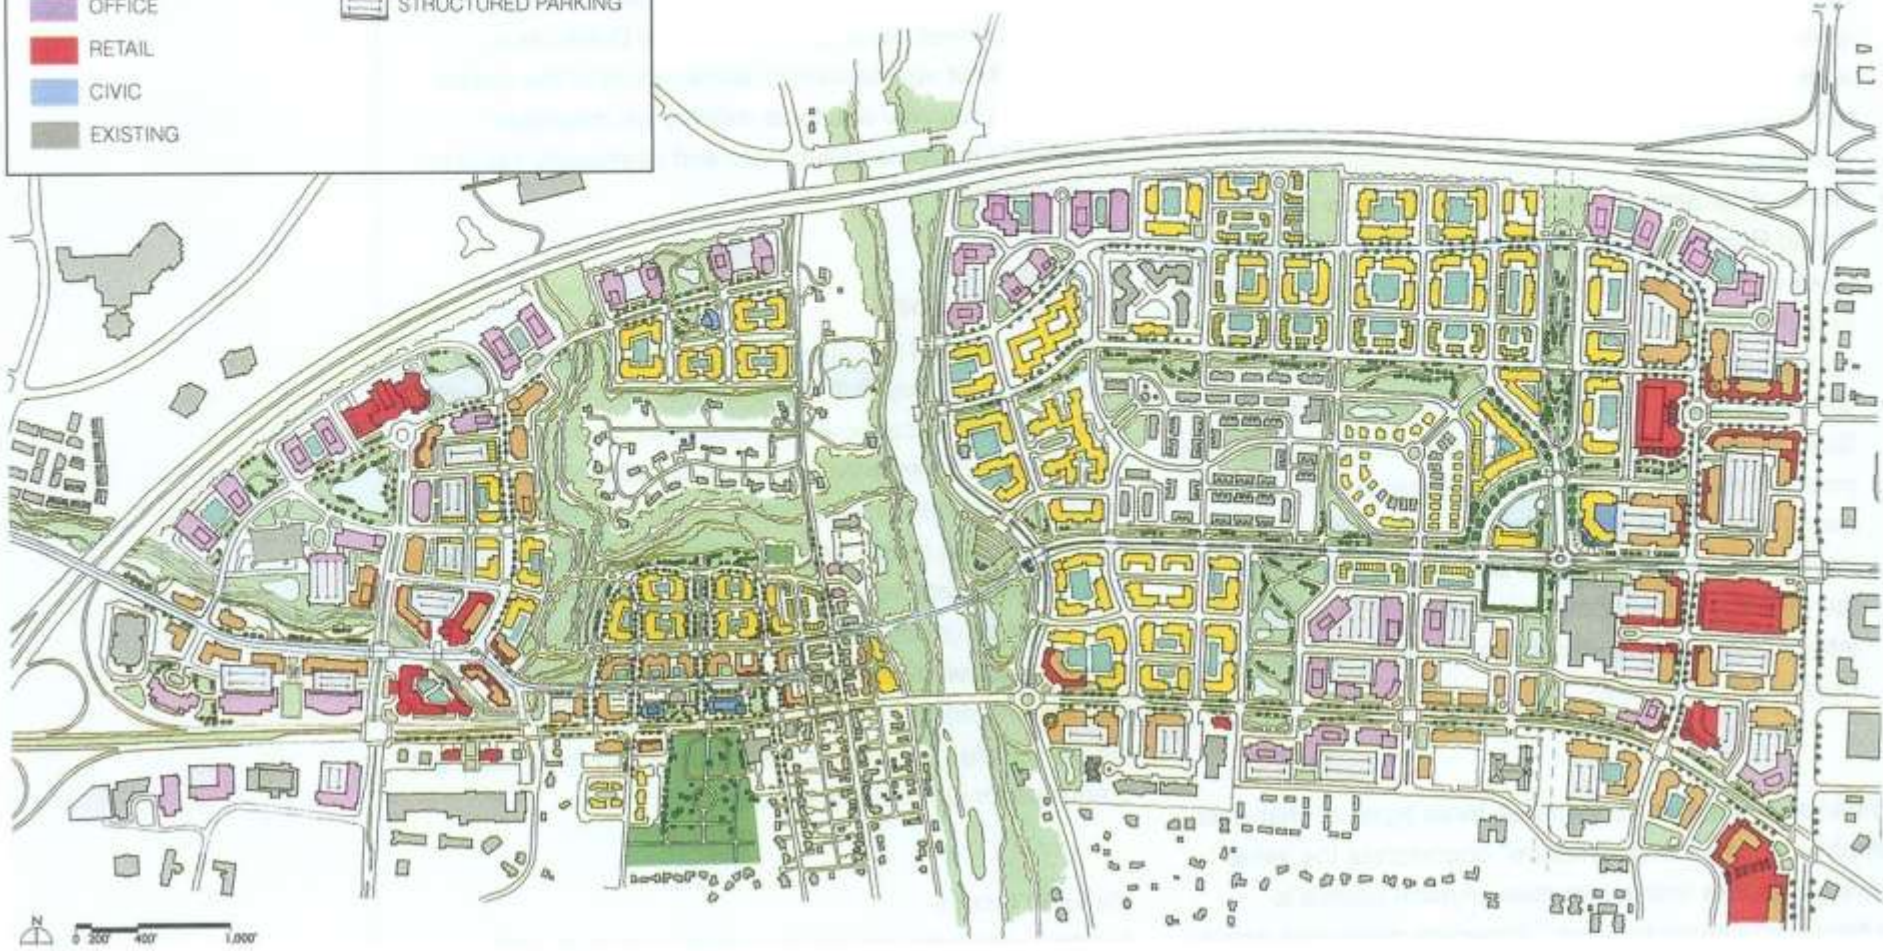 OFFICE
STRUCTURED PARKING
RETAIL
CIVIC
EXISTING
N
0 200' 400' 1,000'